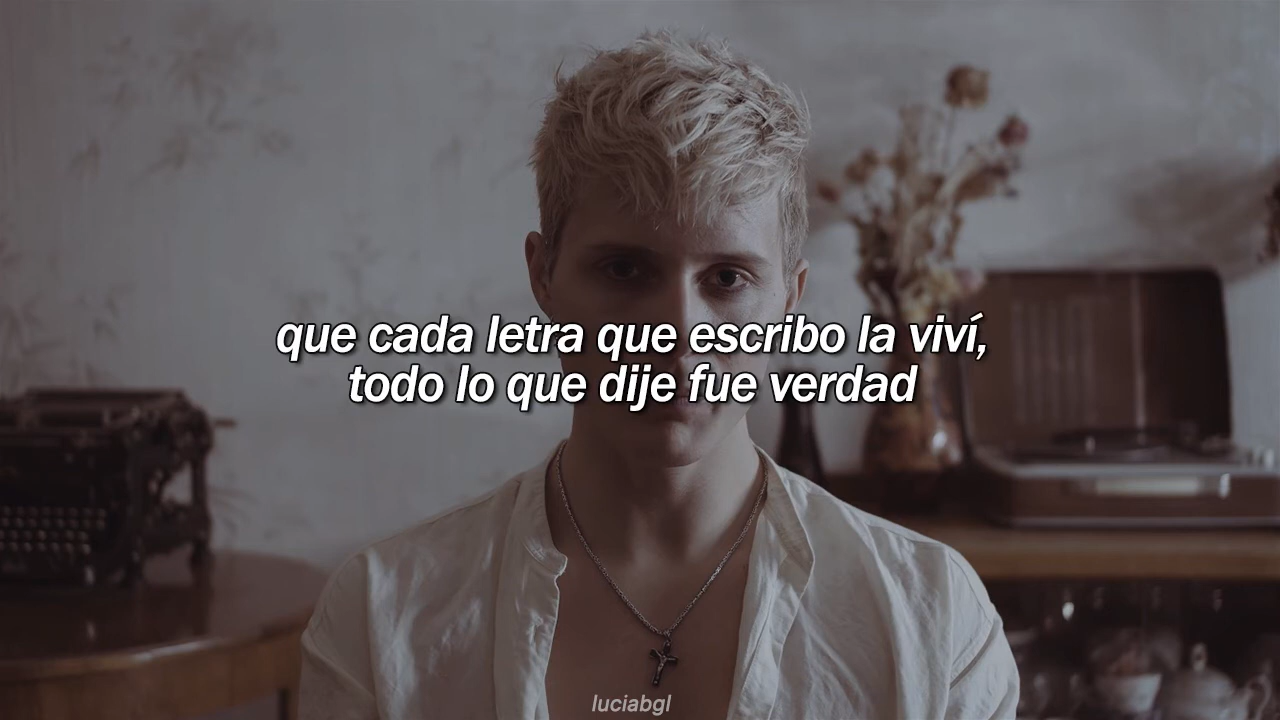 que cada letra que escribo la viví,
todo lo que dije fue verdad
luciabgl